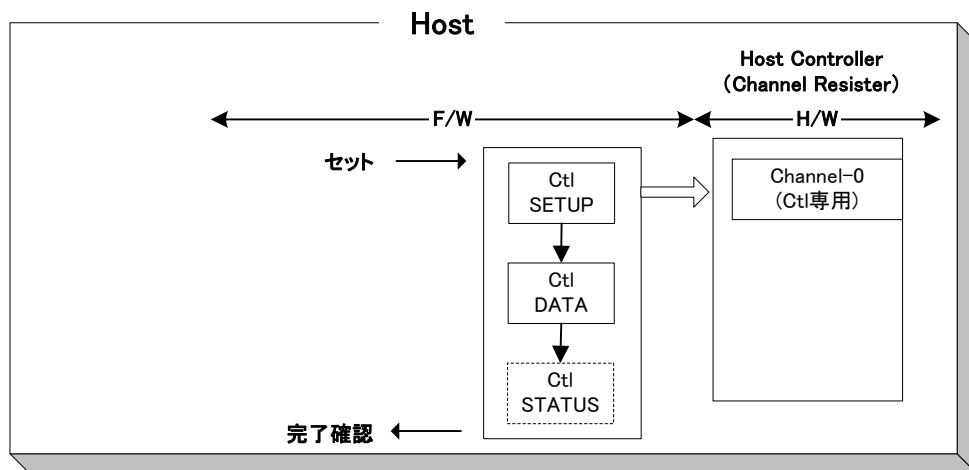 Host
Host Controller
(Channel Resister)
F/W
H/W
セット
Ctl
SETUP
Channel-0
(Ctl専用)
Ctl
DATA
Ctl
STATUS
完了確認